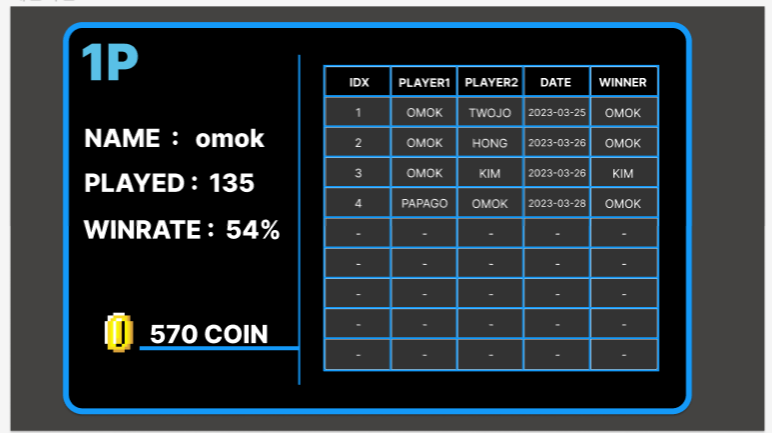 1P
NAME : omok
PLAYED : 135
WINRATE : 54%
570 COIN
IDX PLAYER1 PLAYER2 DATE WINNER
1 OMOK TWOJO 2023-03-25 OMOK
2 OMOK HONG 2023-03-26 OMOK
3 OMOK KIM 2023-03-26 KIM
4 PAPAGO OMOK 2023-03-28 OMOK
- - - - -
- - - - -
- - - - -
- - - - -
- - - - -